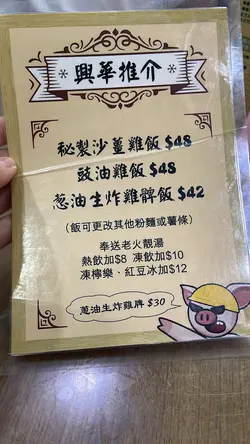 *興華推介*
秘製沙薑雞飯 $48
豉油雞飯 $48
葱油生炸雞髀飯 $42
(飯可更改其他粉麵或薯條)
奉送老火靚湯
熱飲加$8 凍飲加$10
凍檸樂、紅豆冰加$12
葱油生炸雞髀 $30